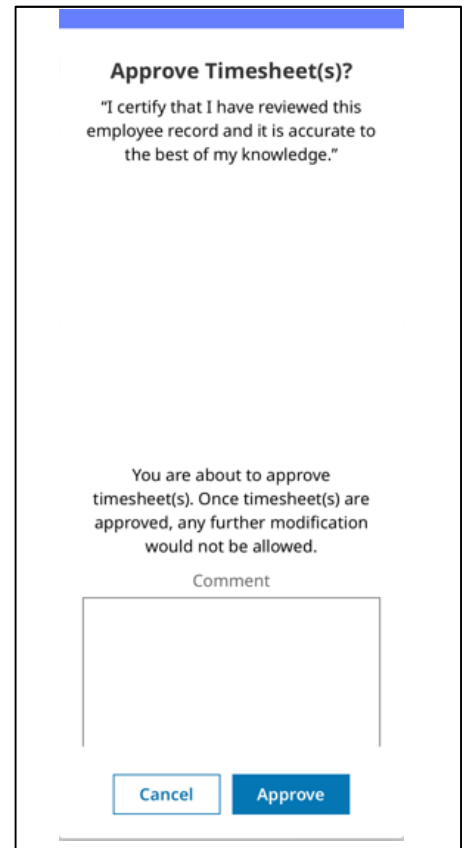 Approve Timesheet(s)?
“I certify that I have reviewed this
employee record and it is accurate to
the best of my knowledge.”
You are about to approve
timesheet(s). Once timesheet(s) are
approved, any further modification
would not be allowed.
Comment
Cancel
Approve